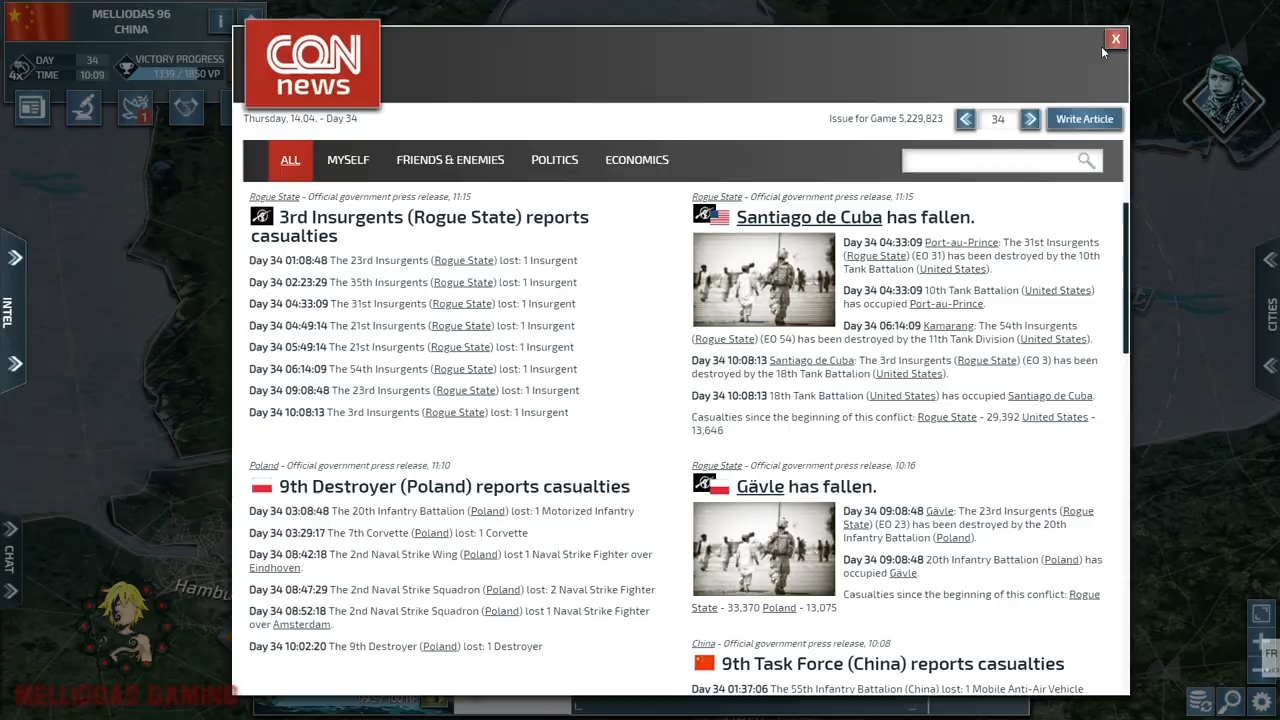 MELLIODAS 96
CHINA
DAY 34
TIME 10:09
4x
VICTORY PROGRESS
1339 / 1850 VP
1
INTEL
CHAT
CITIES
CON
news
X
Thursday, 14.04. - Day 34
Issue for Game 5,229,823
34
Write Article
ALL
MYSELF
FRIENDS & ENEMIES
POLITICS
ECONOMICS
Rogue State - Official government press release, 11:15
3rd Insurgents (Rogue State) reports
casualties
Day 34 01:08:48 The 23rd Insurgents (Rogue State) lost: 1 Insurgent
Day 34 02:23:29 The 35th Insurgents (Rogue State) lost: 1 Insurgent
Day 34 04:33:09 The 31st Insurgents (Rogue State) lost: 1 Insurgent
Day 34 04:49:14 The 21st Insurgents (Rogue State) lost: 1 Insurgent
Day 34 05:49:14 The 21st Insurgents (Rogue State) lost: 1 Insurgent
Day 34 06:14:09 The 54th Insurgents (Rogue State) lost: 1 Insurgent
Day 34 09:08:48 The 23rd Insurgents (Rogue State) lost: 1 Insurgent
Day 34 10:08:13 The 3rd Insurgents (Rogue State) lost: 1 Insurgent
Poland - Official government press release, 11:10
9th Destroyer (Poland) reports casualties
Day 34 03:08:48 The 20th Infantry Battalion (Poland) lost: 1 Motorized Infantry
Day 34 03:29:17 The 7th Corvette (Poland) lost: 1 Corvette
Day 34 08:42:18 The 2nd Naval Strike Wing (Poland) lost 1 Naval Strike Fighter over
Eindhoven.
Day 34 08:47:29 The 2nd Naval Strike Squadron (Poland) lost: 2 Naval Strike Fighter
Day 34 08:52:18 The 2nd Naval Strike Squadron (Poland) lost 1 Naval Strike Fighter
over Amsterdam.
Day 34 10:02:20 The 9th Destroyer (Poland) lost: 1 Destroyer
Rogue State - Official government press release, 11:15
Santiago de Cuba has fallen.
Day 34 04:33:09 Port-au-Prince: The 31st Insurgents
(Rogue State) (EO 31) has been destroyed by the 10th
Tank Battalion (United States).
Day 34 04:33:09 10th Tank Battalion (United States)
has occupied Port-au-Prince.
Day 34 06:14:09 Kamarang: The 54th Insurgents
(Rogue State) (EO 54) has been destroyed by the 11th Tank Division (United States).
Day 34 10:08:13 Santiago de Cuba: The 3rd Insurgents (Rogue State) (EO 3) has been
destroyed by the 18th Tank Battalion (United States).
Day 34 10:08:13 18th Tank Battalion (United States) has occupied Santiago de Cuba.
Casualties since the beginning of this conflict: Rogue State - 29,392 United States -
13,646
Rogue State - Official government press release, 10:16
Gävle has fallen.
Day 34 09:08:48 Gävle: The 23rd Insurgents (Rogue
State) (EO 23) has been destroyed by the 20th
Infantry Battalion (Poland).
Day 34 09:08:48 20th Infantry Battalion (Poland) has
occupied Gävle.
Casualties since the beginning of this conflict: Rogue
State - 33,370 Poland - 13,075
China - Official government press release, 10:08
9th Task Force (China) reports casualties
Day 34 01:37:06 The 55th Infantry Battalion (China) lost: 1 Mobile Anti-Air Vehicle
Hambu
MELLIODAS GAMING
FR